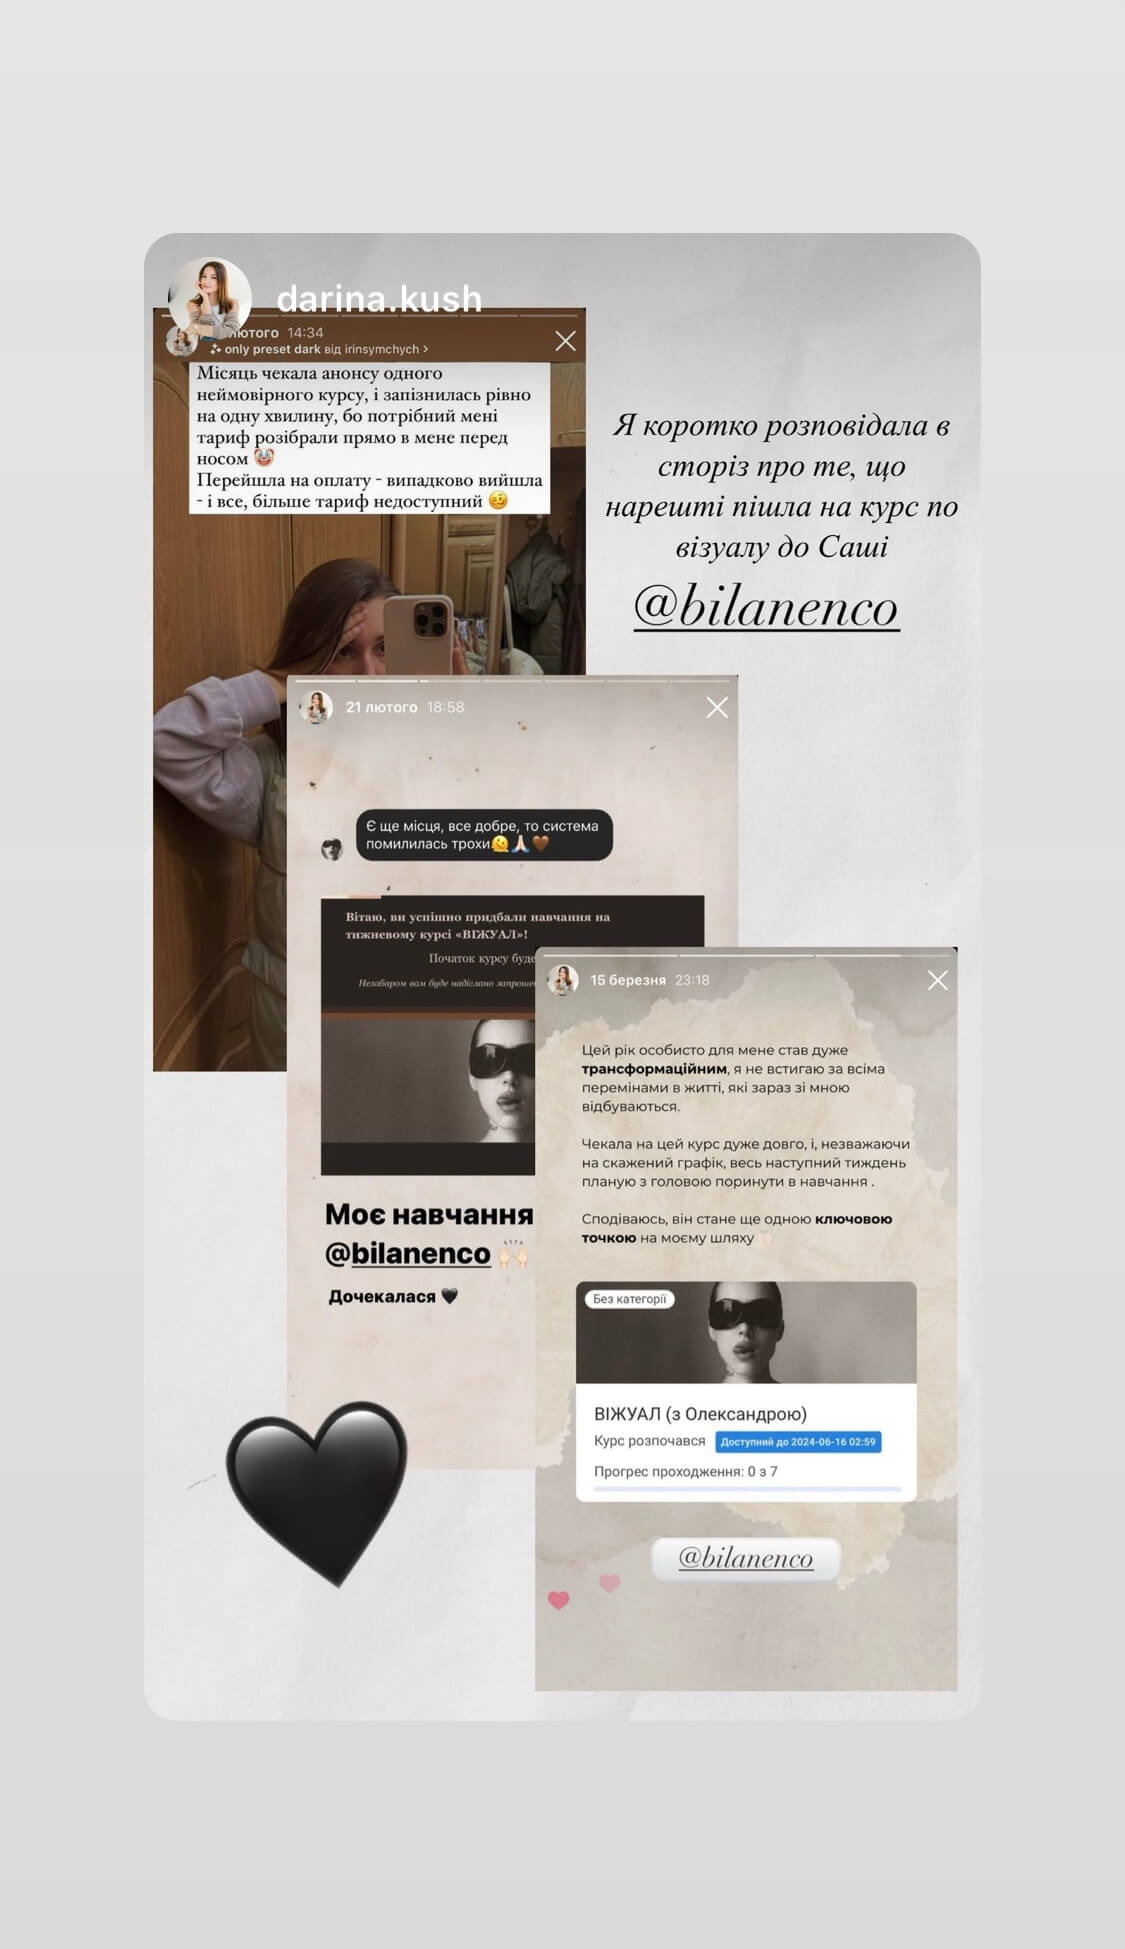 darina.kush
лютого 14:34
only preset dark від irinsymchych >
Місяць чекала анонсу одного
неймовірного курсу, і запізнилась рівно
на одну хвилину, бо потрібний мені
тариф розібрали прямо в мене перед
носом 🤡
Перейшла на оплату - випадково вийшла
- і все, більше тариф недоступний 🥴
Я коротко розповідала в
сторіз про те, що
нарешті пішла на курс по
візуалу до Саші
@bilanenco
21 лютого 18:58
Є ще місця, все добре, то система
помилилась трохи🫠🙏🏻🤎
Вітаю, ви успішно придбали навчання на
тижневому курсі «ВІЖУАЛ»!
Початок курсу буде
Незабаром вам буде надіслано
Моє навчання
@bilanenco 🙌🏻
Дочекалася 🖤
15 березня 23:18
Цей рік особисто для мене став дуже
трансформаційним, я не встигаю за всіма
перемінами в житті, які зараз зі мною
відбуваються.
Чекала на цей курс дуже довго, і, незважаючи
на скажений графік, весь наступний тиждень
планую з головою поринути в навчання .
Сподіваюсь, він стане ще одною ключовою
точкою на моєму шляху 🙌🏻
Без категорії
ВІЖУАЛ (з Олександрою)
Курс розпочався Доступний до 2024-06-16 02:59
Прогрес проходження: 0 з 7
@bilanenco